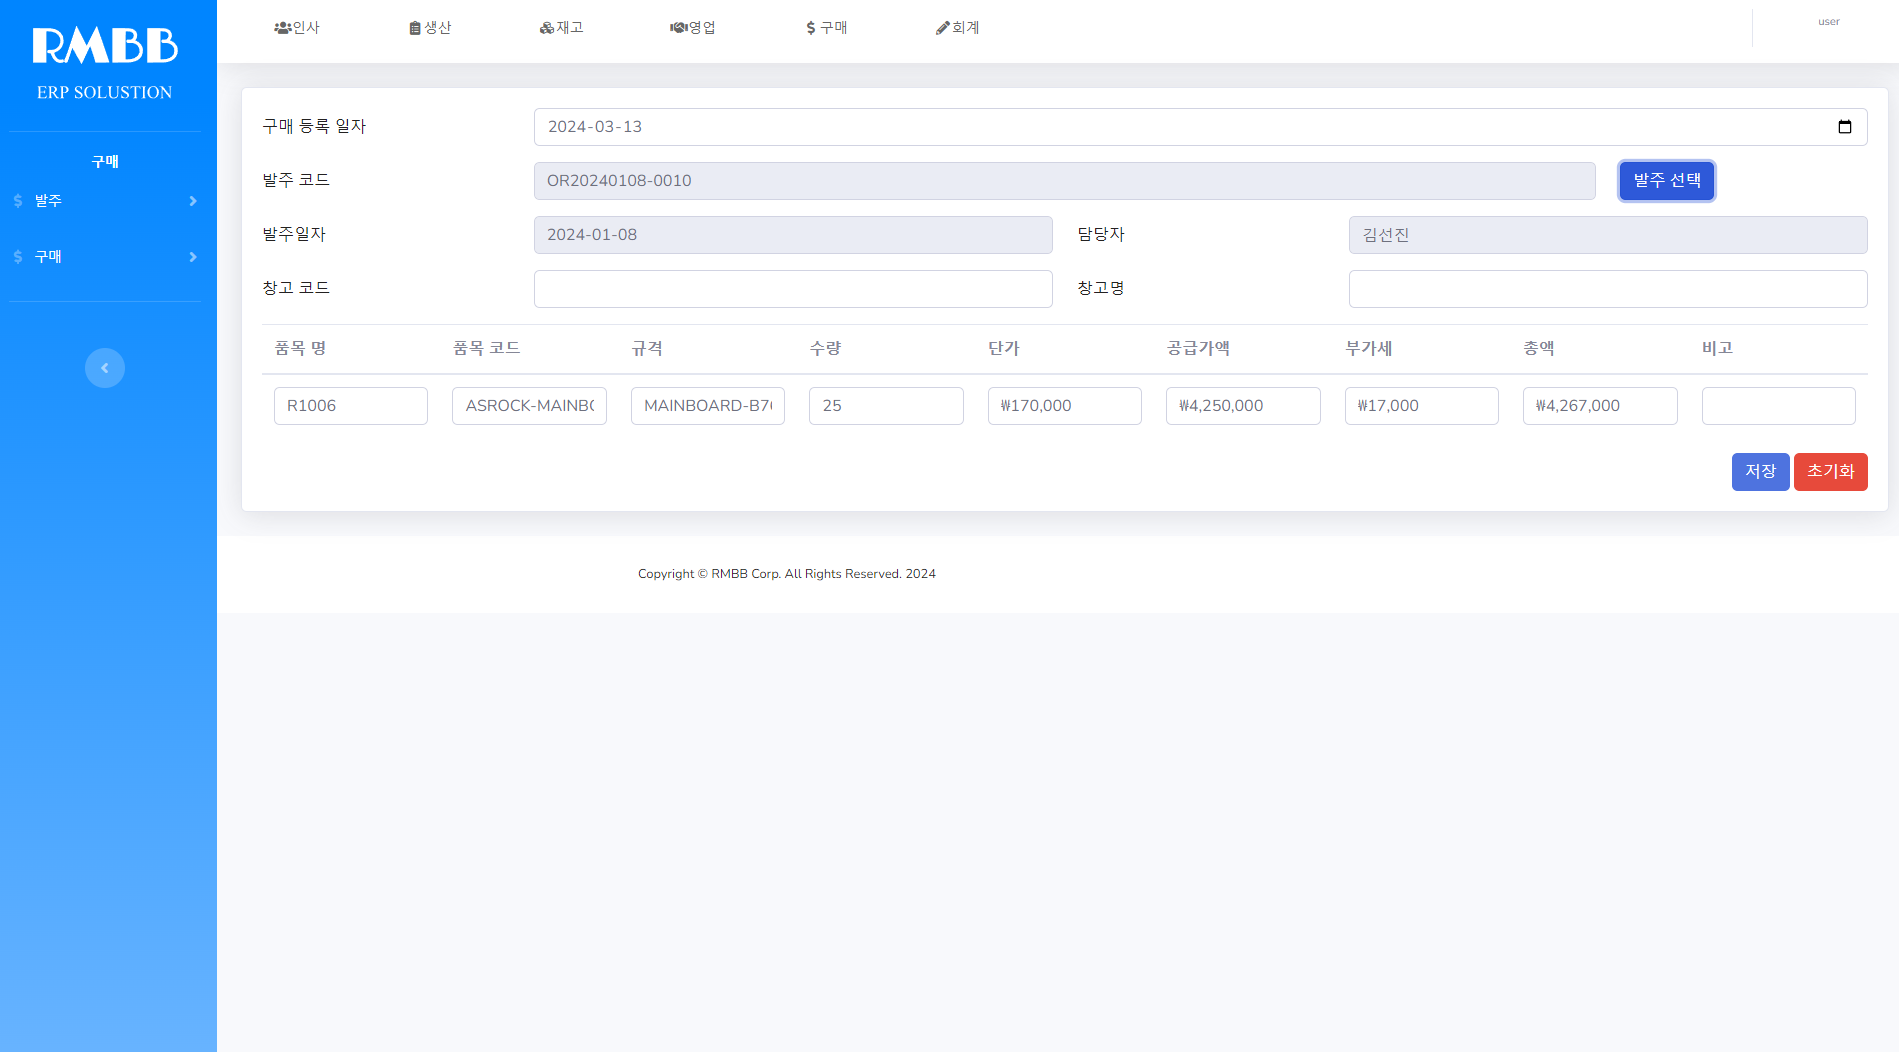 RMBB
ERP SOLUSTION
구매
$ 발주
$ 구매
인사 생산 재고 영업 $ 구매 회계
user
구매 등록 일자 2024-03-13
발주 코드 OR20240108-0010 발주 선택
발주일자 2024-01-08 담당자 김선진
창고 코드 창고명
품목 명 품목 코드 규격 수량 단가 공급가액 부가세 총액 비고
R1006 ASROCK-MAINBO MAINBOARD-B76 25 ₩170,000 ₩4,250,000 ₩17,000 ₩4,267,000
저장 초기화
Copyright © RMBB Corp. All Rights Reserved. 2024